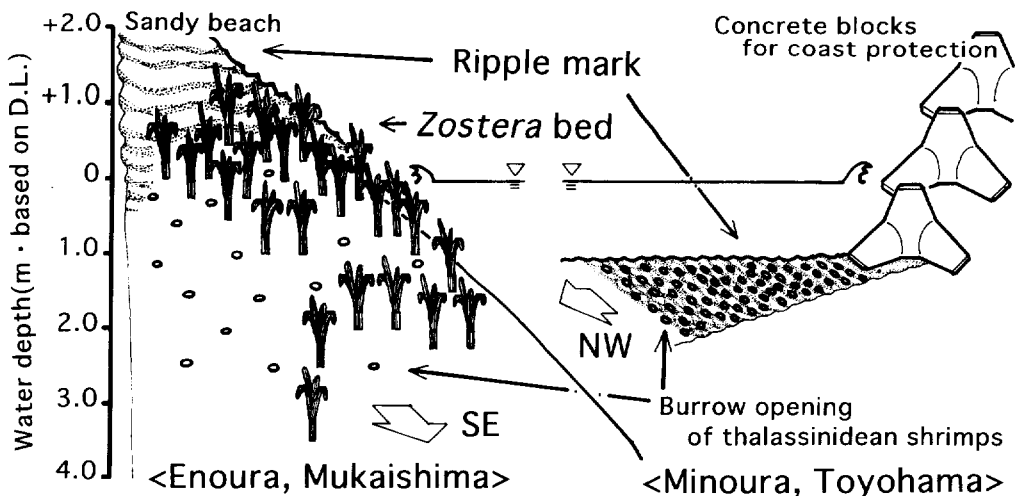 +2.0
Sandy beach
Concrete blocks
for coast protection
Ripple mark
+1.0
Zostera bed
0
1.0
2.0
NW
3.0
SE
Burrow opening
of thalassinidean shrimps
4.0
<Enoura, Mukaishima>
<Minoura, Toyohama>
Water depth(m・based on D.L.)